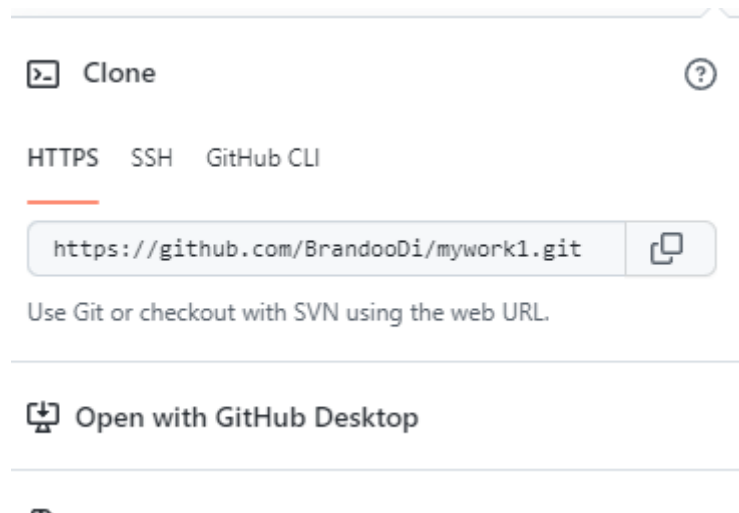 Clone
HTTPS SSH GitHub CLI
https://github.com/BrandooDi/mywork1.git
Use Git or checkout with SVN using the web URL.
Open with GitHub Desktop